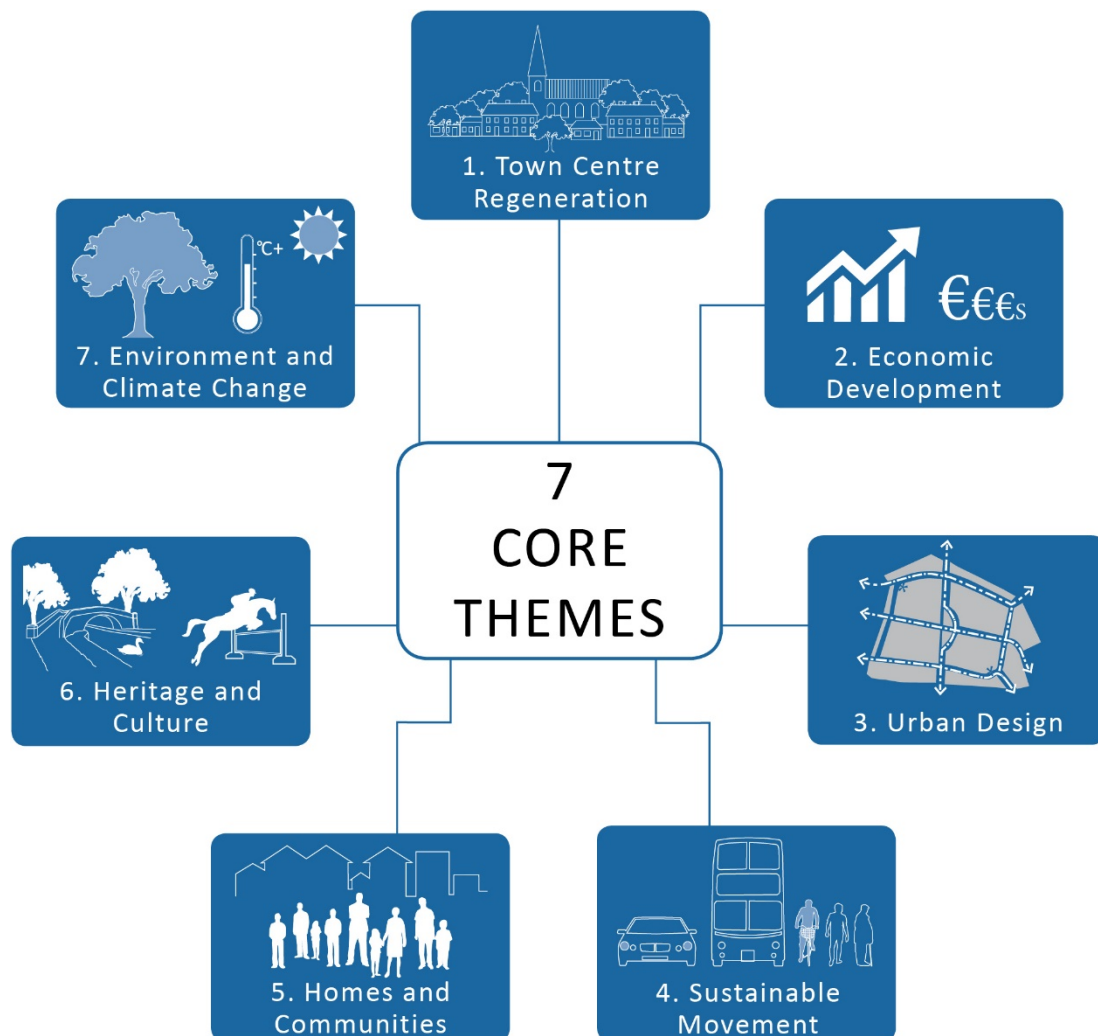 1. Town Centre
Regeneration
°C+
7. Environment and
Climate Change
€€€s
2. Economic
Development
7
CORE
THEMES
6. Heritage and
Culture
3. Urban Design
5. Homes and
Communities
4. Sustainable
Movement